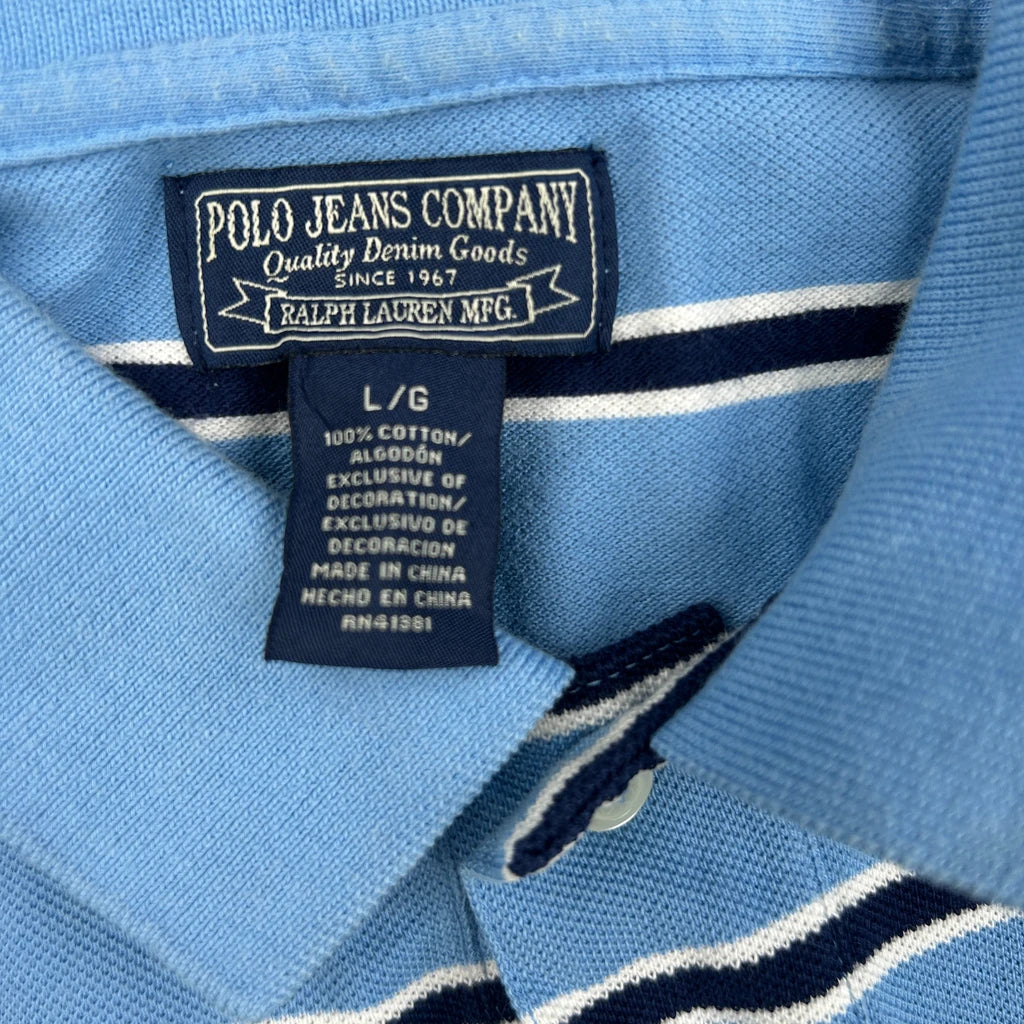 POLO JEANS COMPANY
Quality Denim Goods
SINCE 1967
RALPH LAUREN MFG.
L/G
100% COTTON/
ALGODÓN
EXCLUSIVE OF
DECORATION/
EXCLUSIVO DE
DECORACION
MADE IN CHINA
HECHO EN CHINA
RN41381